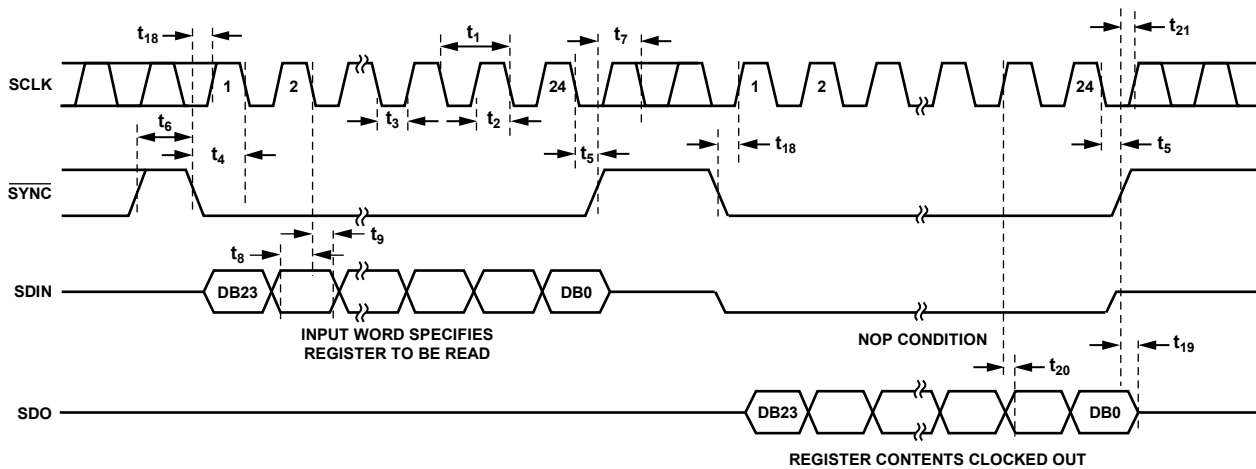 t18
t1
t7
t21
SCLK
1
2
24
1
2
24
t6
t4
t3
t2
t5
t18
t5
SYNC
t8
t9
SDIN
DB23
DB0
INPUT WORD SPECIFIES
REGISTER TO BE READ
NOP CONDITION
t20
t19
SDO
DB23
DB0
REGISTER CONTENTS CLOCKED OUT